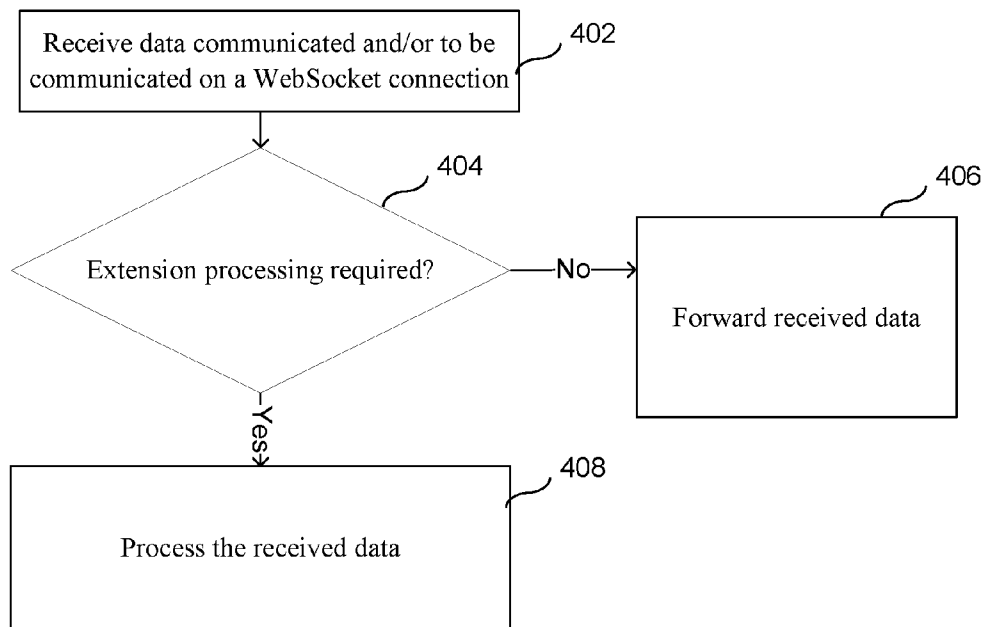 Receive data communicated and/or to be
communicated on a WebSocket connection
402
404
Extension processing required?
No
406
Forward received data
Yes
408
Process the received data